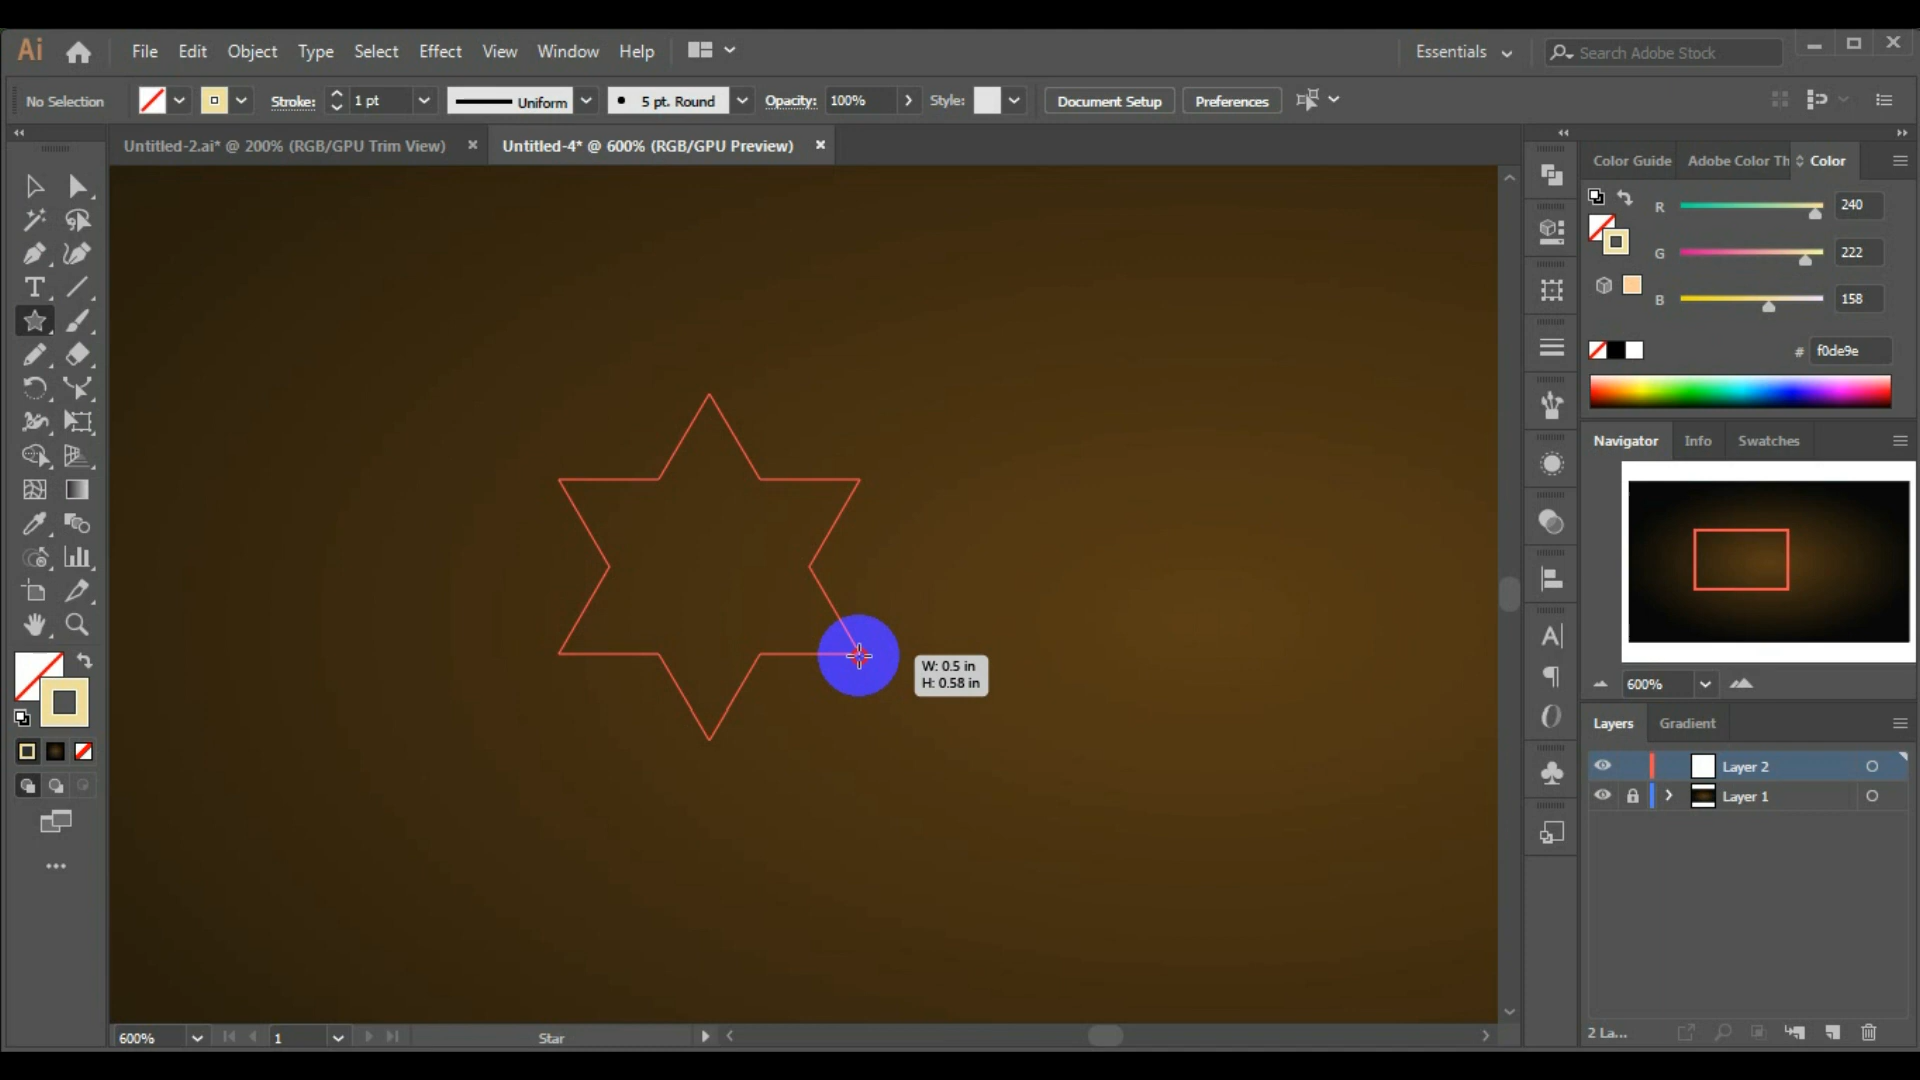 Ai File Edit Object Type Select Effect View Window Help Essentials Search Adobe Stock
No Selection Stroke: 1 pt Uniform 5 pt. Round Opacity: 100% Style: Document Setup Preferences
Untitled-2.ai* @ 200% (RGB/GPU Trim View) Untitled-4* @ 600% (RGB/GPU Preview)
Color Guide Adobe Color Th Color
R 240
G 222
B 158
# f0de9e
Navigator Info Swatches
W: 0.5 in
H: 0.58 in
600%
Layers Gradient
Layer 2
Layer 1
2 La...
600% 1 Star